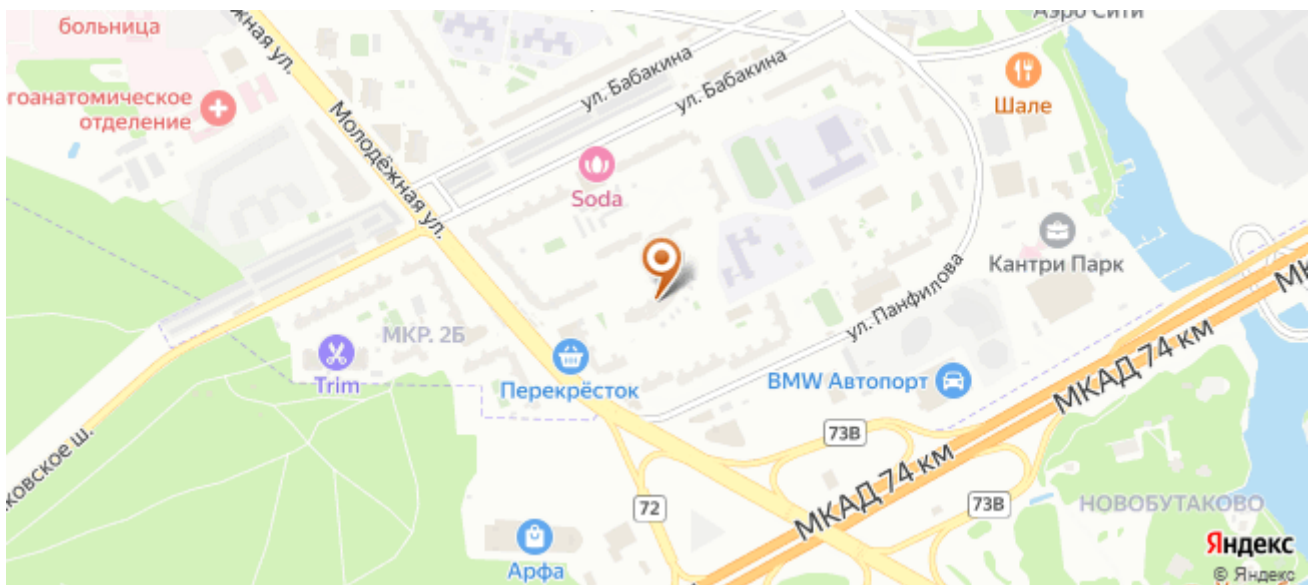 больница
жная ул.
Аэро Сити
ул. Бабакина
ул. Бабакина
Шале
гоанатомическое
отделение
Молодёжная ул.
Soda
Кантри Парк
МК
ул. Панфилова
МКР. 2Б
МКАД 74 км
Trim
Перекрёсток
BMW Автопорт
МКАД 74 км
73В
ковское ш.
72
73В
НОВОБУТАКОВО
Арфа
Яндекс
© Яндекс